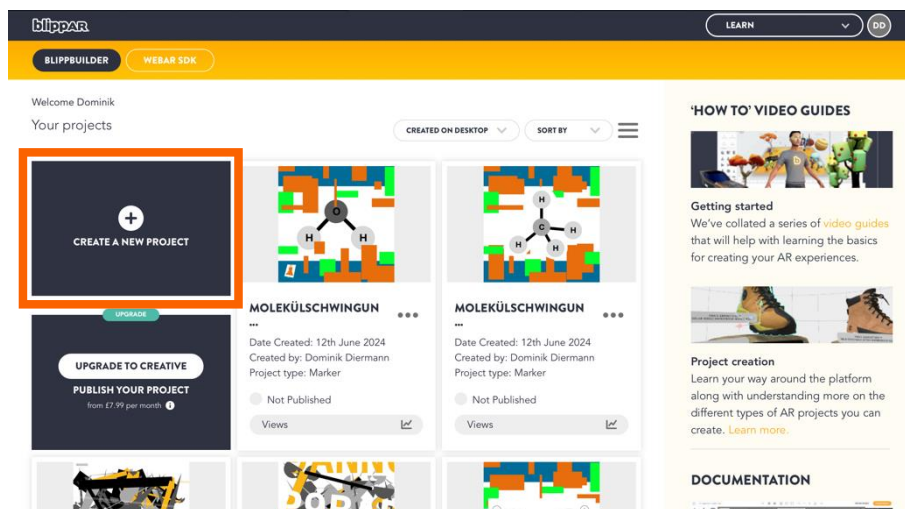 blippAR
LEARN
DD
BLIPPBUILDER
WEBAR SDK
Welcome Dominik
Your projects
CREATED ON DESKTOP
SORT BY
CREATE A NEW PROJECT
O
H
H
H
C
H
H
H
MOLEKÜLSCHWINGUN
...
Date Created: 12th June 2024
Created by: Dominik Diermann
Project type: Marker
Not Published
Views
MOLEKÜLSCHWINGUN
...
Date Created: 12th June 2024
Created by: Dominik Diermann
Project type: Marker
Not Published
Views
UPGRADE
UPGRADE TO CREATIVE
PUBLISH YOUR PROJECT
from £7.99 per month
‘HOW TO’ VIDEO GUIDES
Getting started
We've collated a series of video guides
that will help with learning the basics
for creating your AR experiences.
Project creation
Learn your way around the platform
along with understanding more on the
different types of AR projects you can
create. Learn more.
DOCUMENTATION